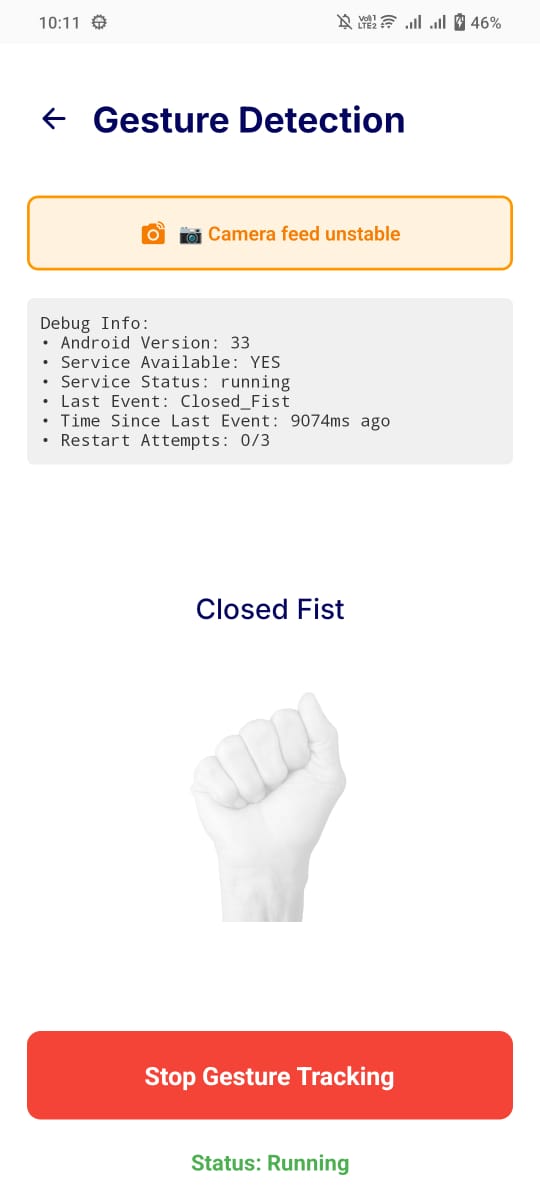 10:11 46%
Gesture Detection
📷 Camera feed unstable
Debug Info:
• Android Version: 33
• Service Available: YES
• Service Status: running
• Last Event: Closed_Fist
• Time Since Last Event: 9074ms ago
• Restart Attempts: 0/3
Closed Fist
Stop Gesture Tracking
Status: Running